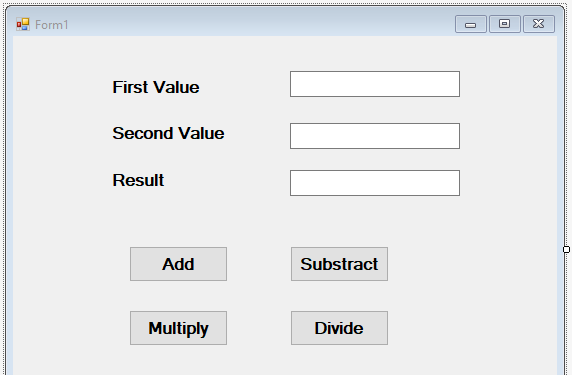 Form1
First Value
Second Value
Result
Add Substract
Multiply Divide